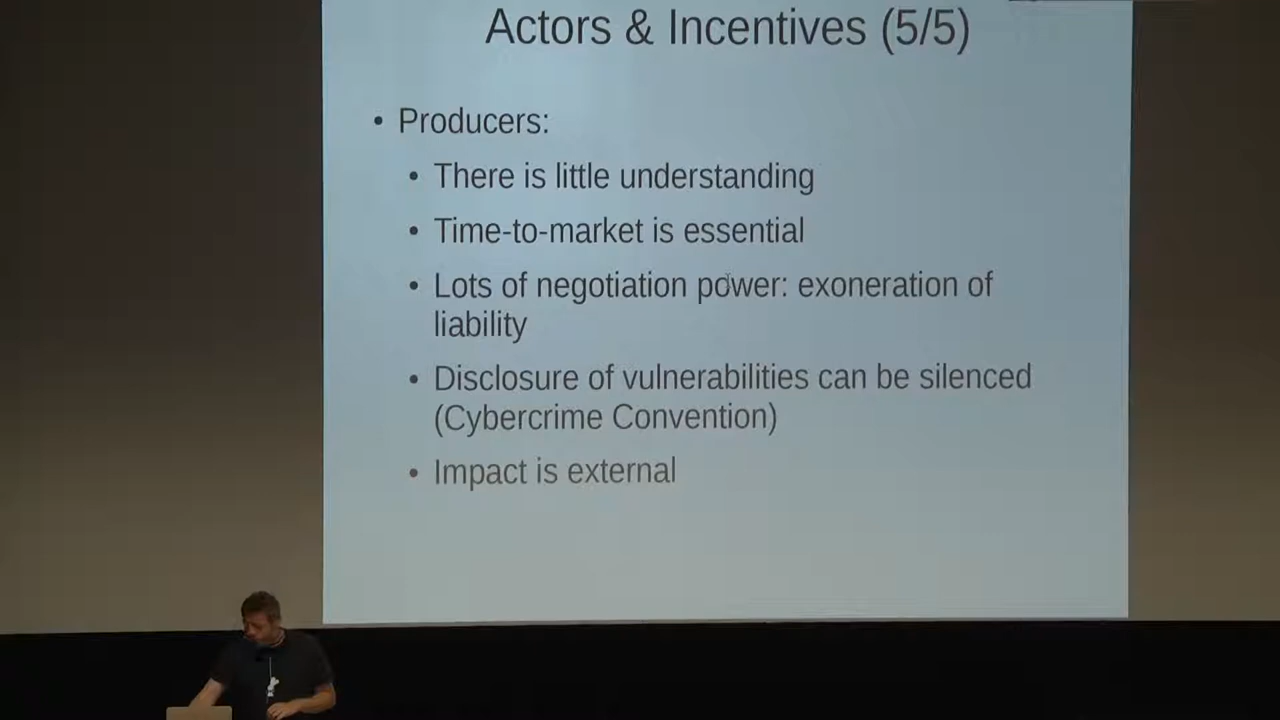 Actors & Incentives (5/5)
• Producers:
• There is little understanding
• Time-to-market is essential
• Lots of negotiation power: exoneration of
liability
• Disclosure of vulnerabilities can be silenced
(Cybercrime Convention)
• Impact is external